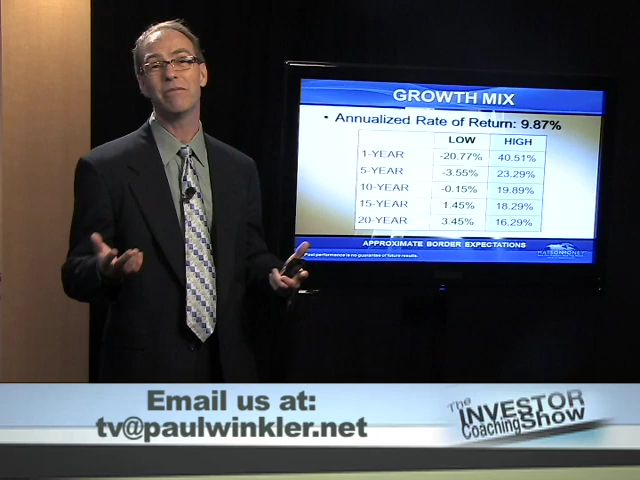 GROWTH MIX
• Annualized Rate of Return: 9.87%
LOW HIGH
1-YEAR -20.77% 40.51%
5-YEAR -3.55% 23.29%
10-YEAR -0.15% 19.89%
15-YEAR 1.45% 18.29%
20-YEAR 3.45% 16.29%
APPROXIMATE BORDER EXPECTATIONS
MATSON MONEY
Past performance is no guarantee of future results.
Email us at:
tv@paulwinkler.net
The
INVESTOR
Coaching Show